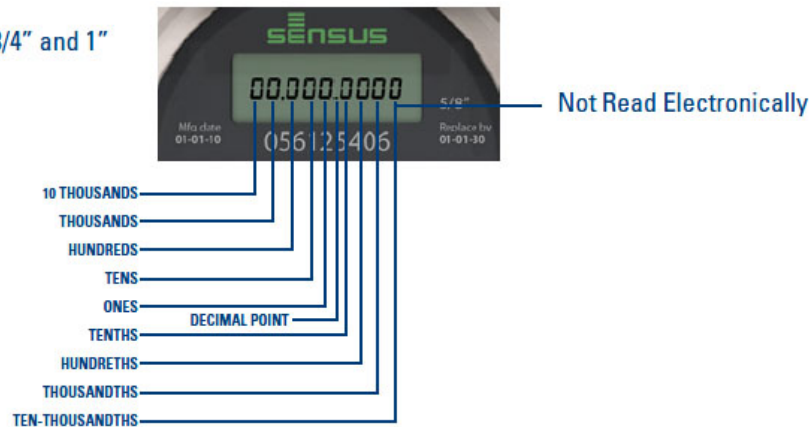 3/4” and 1”
sensus
00,000.0000
5/8”
Not Read Electronically
Mfg date
01-01-10
056125406
Replace by
01-01-30
10 THOUSANDS
THOUSANDS
HUNDREDS
TENS
ONES
DECIMAL POINT
TENTHS
HUNDRETHS
THOUSANDTHS
TEN-THOUSANDTHS